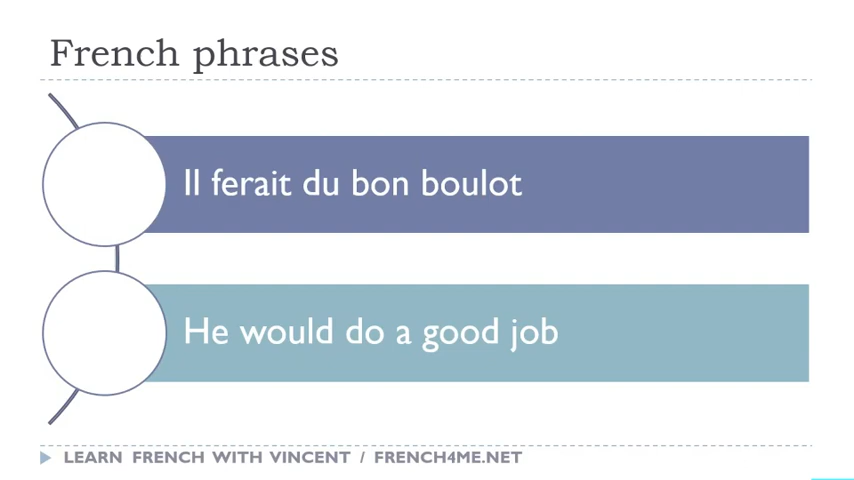 French phrases
Il ferait du bon boulot
He would do a good job
LEARN FRENCH WITH VINCENT / FRENCH4ME.NET